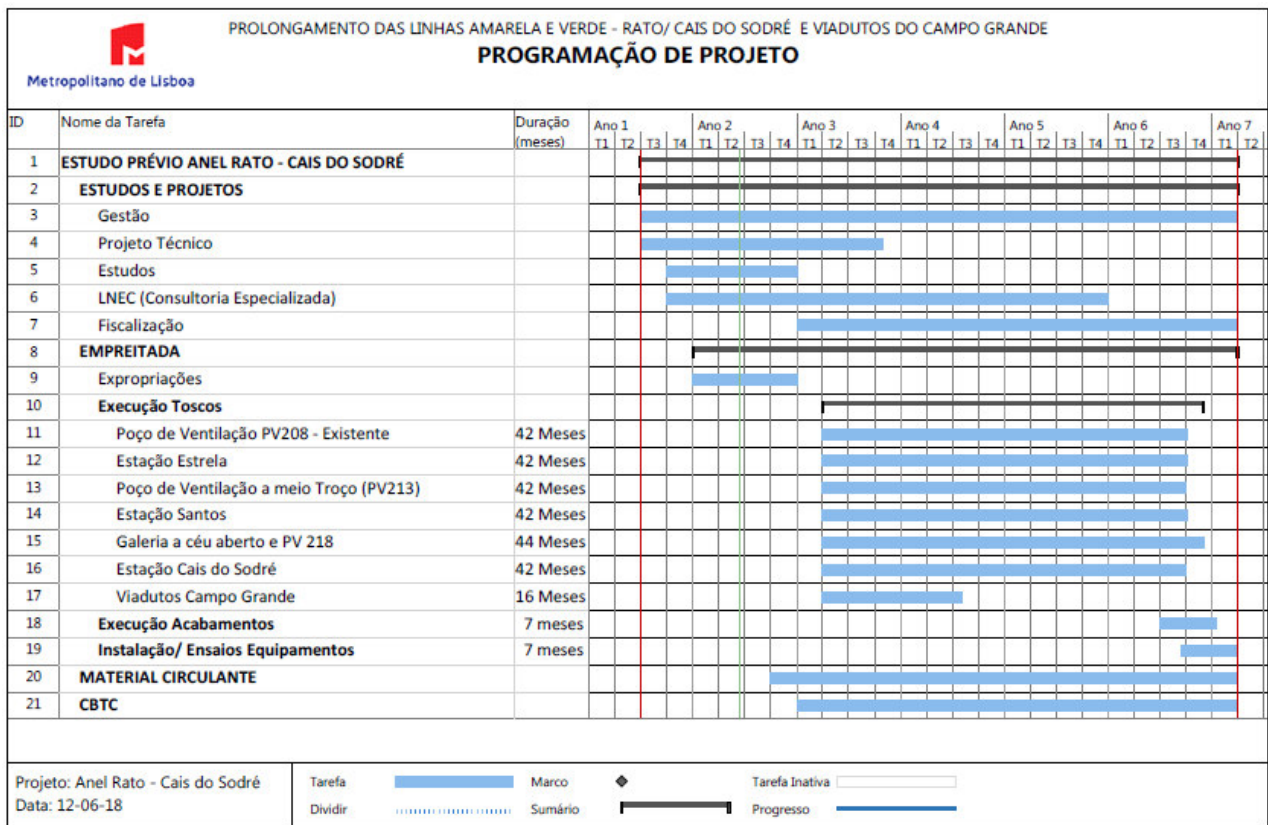 PROLONGAMENTO DAS LINHAS AMARELA E VERDE - RATO/ CAIS DO SODRÉ E VIADUTOS DO CAMPO GRANDE
PROGRAMAÇÃO DE PROJETO
Metropolitano de Lisboa
ID Nome da Tarefa Duração (meses) Ano 1 Ano 2 Ano 3 Ano 4 Ano 5 Ano 6 Ano 7
T1 T2 T3 T4 T1 T2 T3 T4 T1 T2 T3 T4 T1 T2 T3 T4 T1 T2 T3 T4 T1 T2 T3 T4 T1 T2
1 ESTUDO PRÉVIO ANEL RATO - CAIS DO SODRÉ
2 ESTUDOS E PROJETOS
3 Gestão
4 Projeto Técnico
5 Estudos
6 LNEC (Consultoria Especializada)
7 Fiscalização
8 EMPREITADA
9 Expropriações
10 Execução Toscos
11 Poço de Ventilação PV208 - Existente 42 Meses
12 Estação Estrela 42 Meses
13 Poço de Ventilação a meio Troço (PV213) 42 Meses
14 Estação Santos 42 Meses
15 Galeria a céu aberto e PV 218 44 Meses
16 Estação Cais do Sodré 42 Meses
17 Viadutos Campo Grande 16 Meses
18 Execução Acabamentos 7 meses
19 Instalação/ Ensaios Equipamentos 7 meses
20 MATERIAL CIRCULANTE
21 CBTC
Projeto: Anel Rato - Cais do Sodré
Data: 12-06-18
Tarefa Marco Tarefa Inativa
Dividir Sumário Progresso